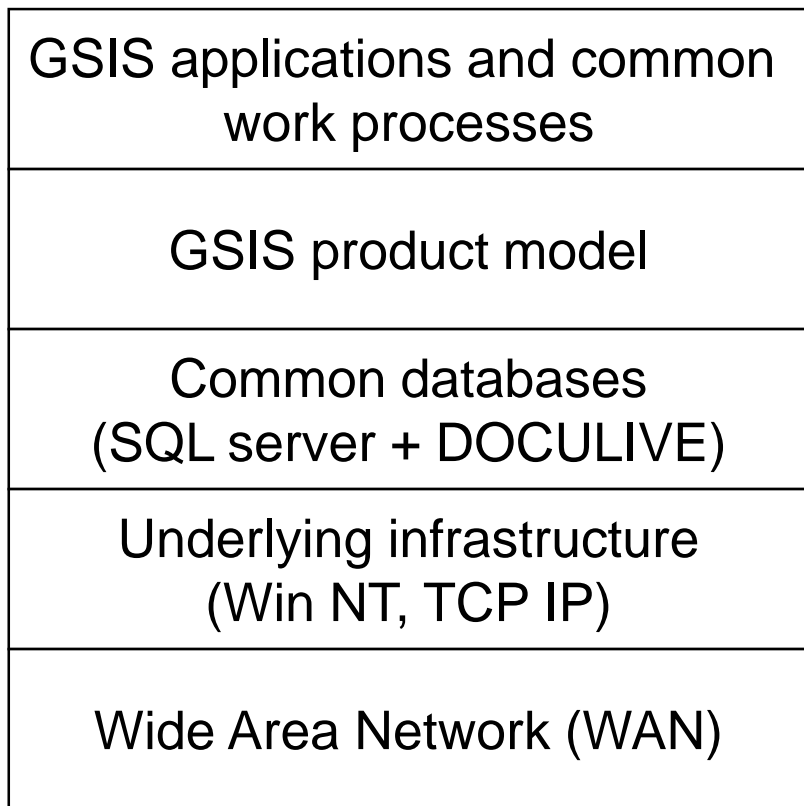 GSIS applications and common
work processes
GSIS product model
Common databases
(SQL server + DOCULIVE)
Underlying infrastructure
(Win NT, TCP IP)
Wide Area Network (WAN)